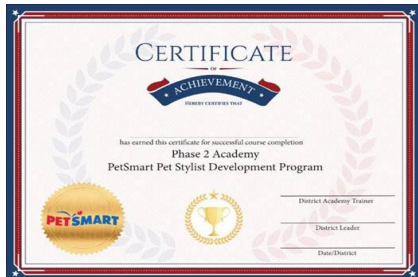 CERTIFICATE
OF
ACHIEVEMENT
HEREBY CERTIFIES THAT
has earned this certificate for successful course completion
Phase 2 Academy
PetSmart Pet Stylist Development Program
PETSMART
District Academy Trainer
District Leader
Date/District